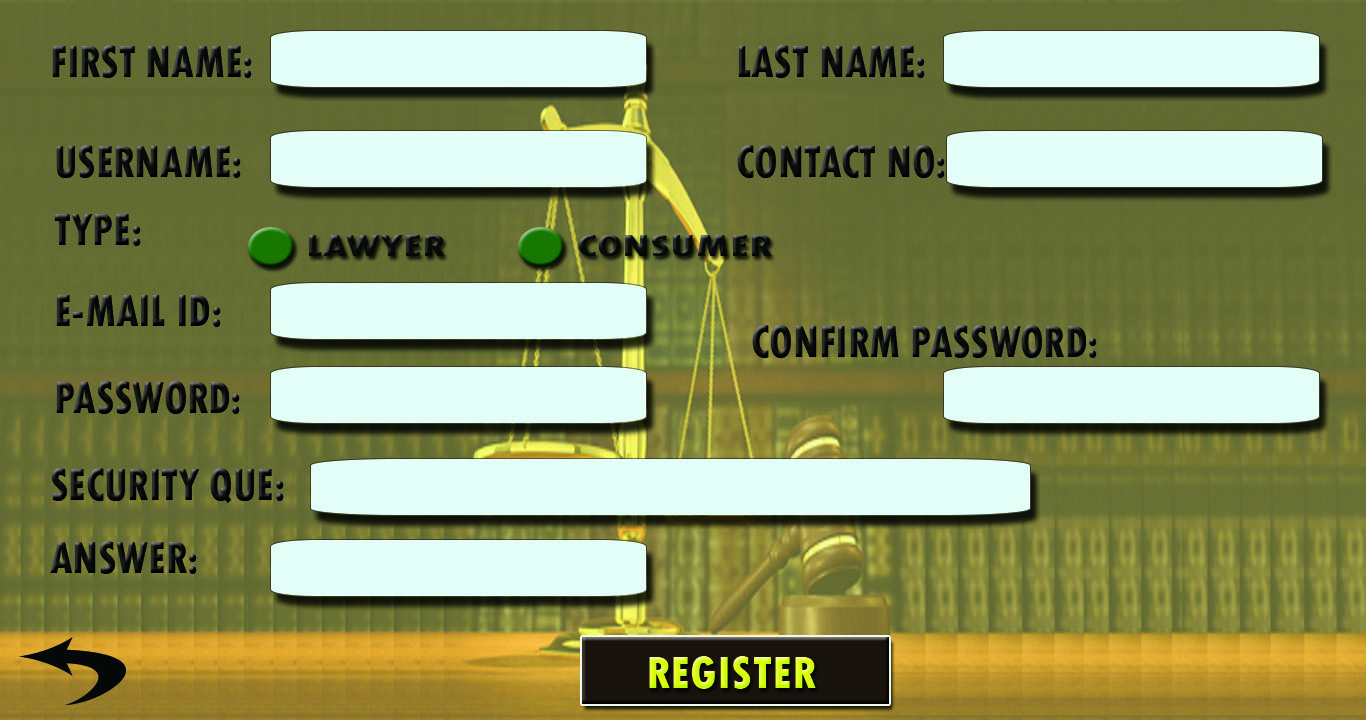 FIRST NAME:
LAST NAME:
USERNAME:
CONTACT NO:
TYPE:
LAWYER
CONSUMER
E-MAIL ID:
CONFIRM PASSWORD:
PASSWORD:
SECURITY QUE:
ANSWER:
REGISTER